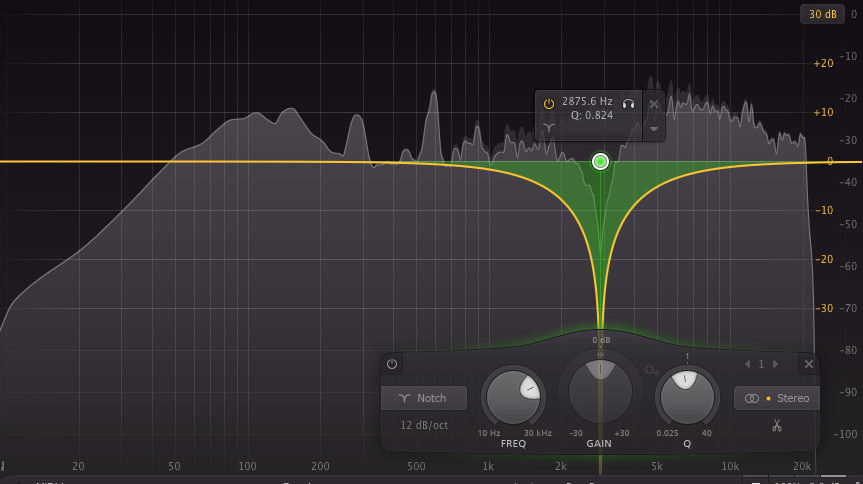 30 dB 0
+20 -10
-20
+10
-30
0
-40
-10 -50
-20 -60
-30 -70
-80
-90
-100
2875.6 Hz
Q: 0.824
0 dB
1
1
Notch
Stereo
12 dB/oct
10 Hz 30 kHz -30 +30 0.025 40
FREQ GAIN Q
20 50 100 200 500 1k 2k 5k 10k 20k